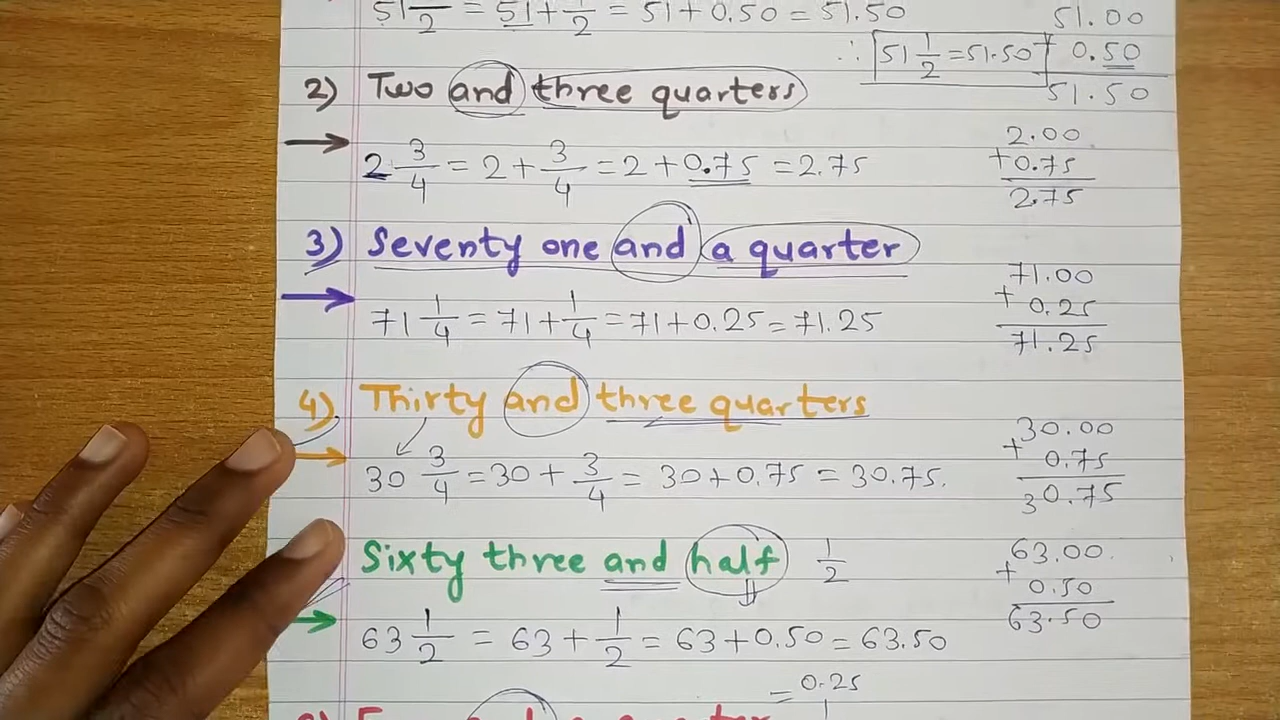 51 1/2 = 51 + 1/2 = 51 + 0.50 = 51.50
51.00
∴ 51 1/2 = 51.50
+ 0.50
51.50
2) Two and three quarters
2 3/4 = 2 + 3/4 = 2 + 0.75 = 2.75
2.00
+0.75
2.75
3) Seventy one and a quarter
71 1/4 = 71 + 1/4 = 71 + 0.25 = 71.25
71.00
+ 0.25
71.25
4) Thirty and three quarters
30 3/4 = 30 + 3/4 = 30 + 0.75 = 30.75.
30.00
+ 0.75
30.75
Sixty three and half 1/2
63 1/2 = 63 + 1/2 = 63 + 0.50 = 63.50
63.00
+ 0.50
63.50
= 0.25